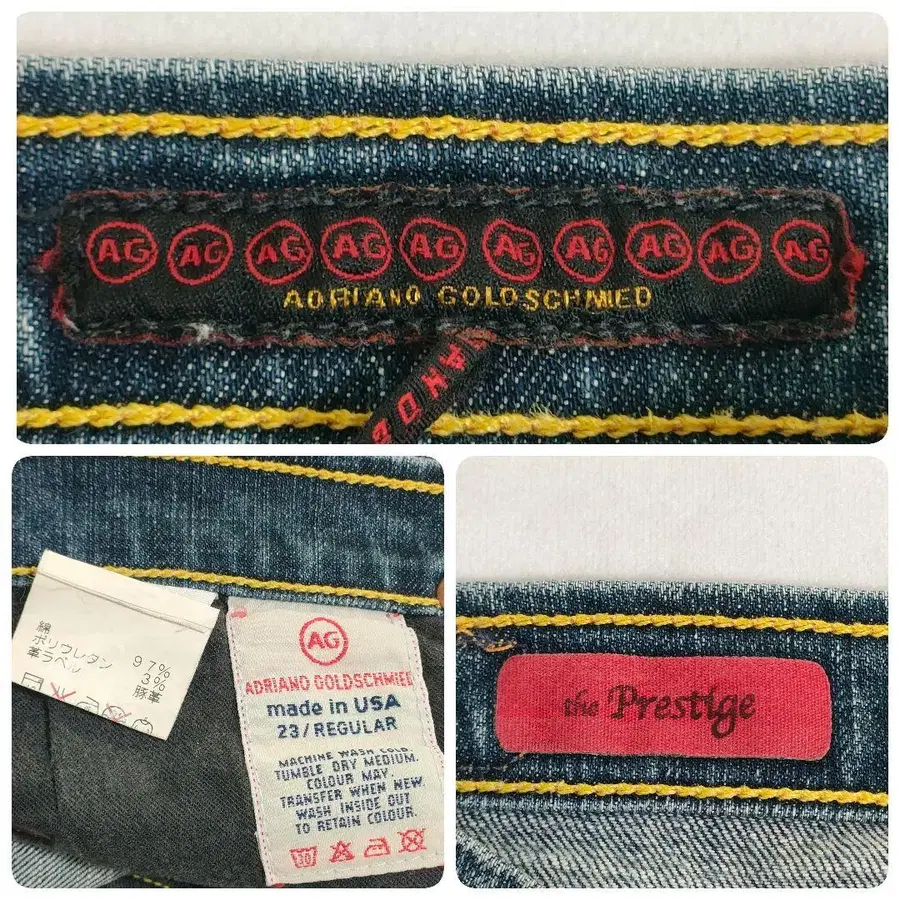 AG AG AG AG AG AG AG AG AG AG
ADRIANO GOLDSCHMIED
綿 97%
ポリウレタン 3%
革ラベル 豚革
AG
ADRIANO GOLDSCHMIED
made in USA
23/REGULAR
MACHINE WASH COLD.
TUMBLE DRY MEDIUM.
COLOUR MAY
TRANSFER WHEN NEW.
WASH INSIDE OUT
TO RETAIN COLOUR.
the Prestige